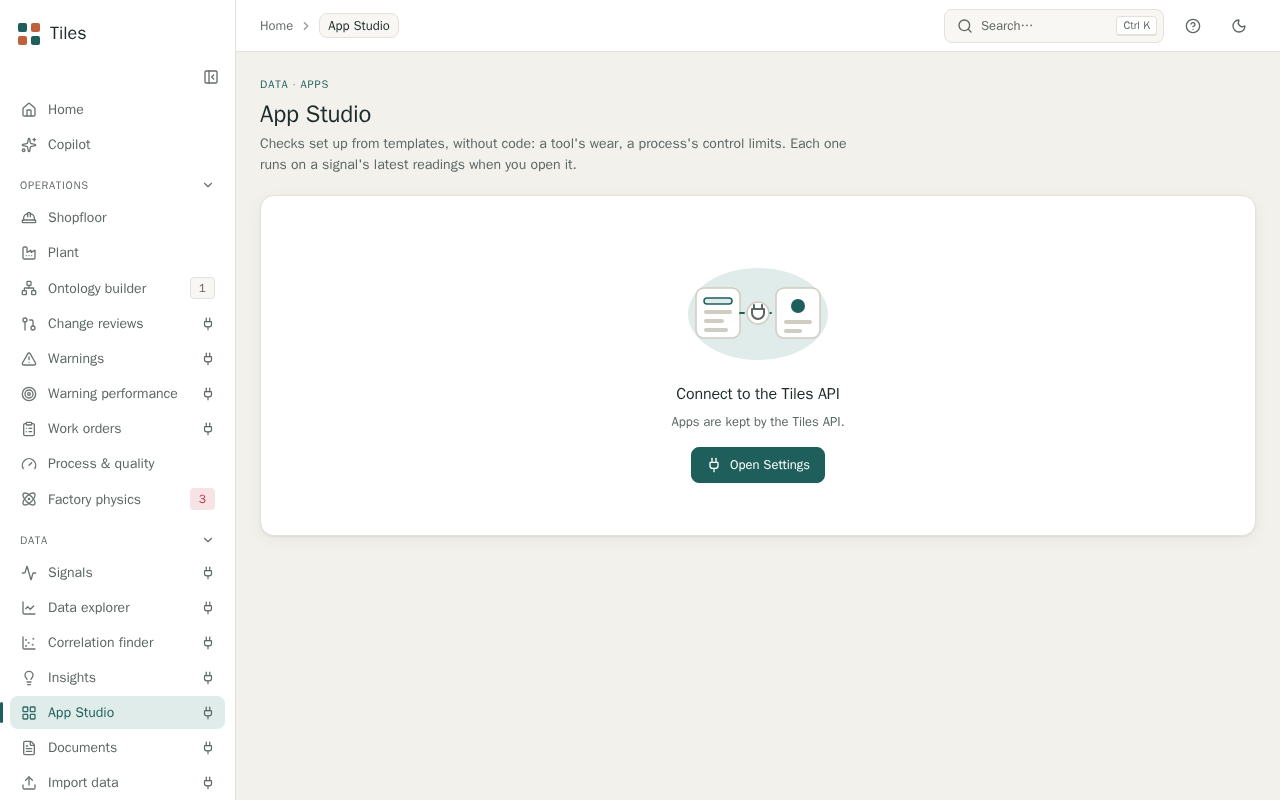 Tiles
Home
Copilot
OPERATIONS
Shopfloor
Plant
Ontology builder 1
Change reviews
Warnings
Warning performance
Work orders
Process & quality
Factory physics 3
DATA
Signals
Data explorer
Correlation finder
Insights
App Studio
Documents
Import data
Home App Studio
Search··· Ctrl K
DATA · APPS
App Studio
Checks set up from templates, without code: a tool's wear, a process's control limits. Each one
runs on a signal's latest readings when you open it.
Connect to the Tiles API
Apps are kept by the Tiles API.
Open Settings